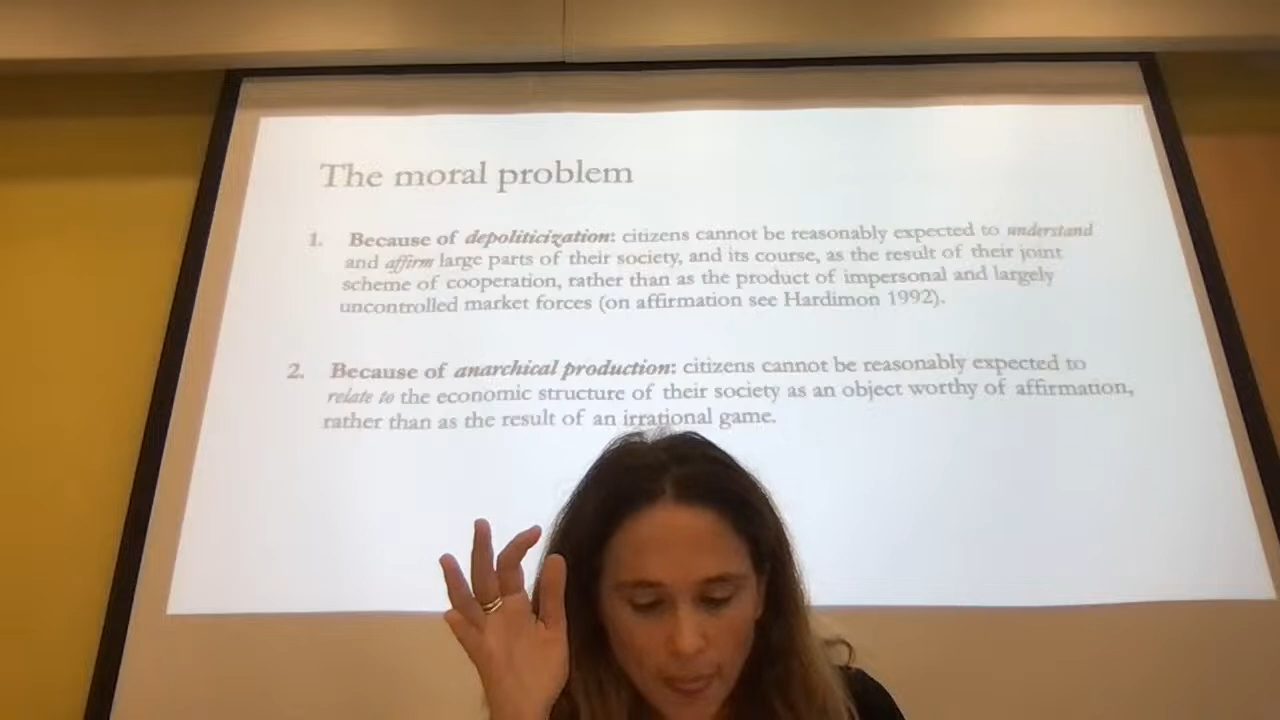 The moral problem
1. Because of depoliticization: citizens cannot be reasonably expected to understand
and affirm large parts of their society, and its course, as the result of their joint
scheme of cooperation, rather than as the product of impersonal and largely
uncontrolled market forces (on affirmation see Hardimon 1992).
2. Because of anarchical production: citizens cannot be reasonably expected to
relate to the economic structure of their society as an object worthy of affirmation,
rather than as the result of an irrational game.